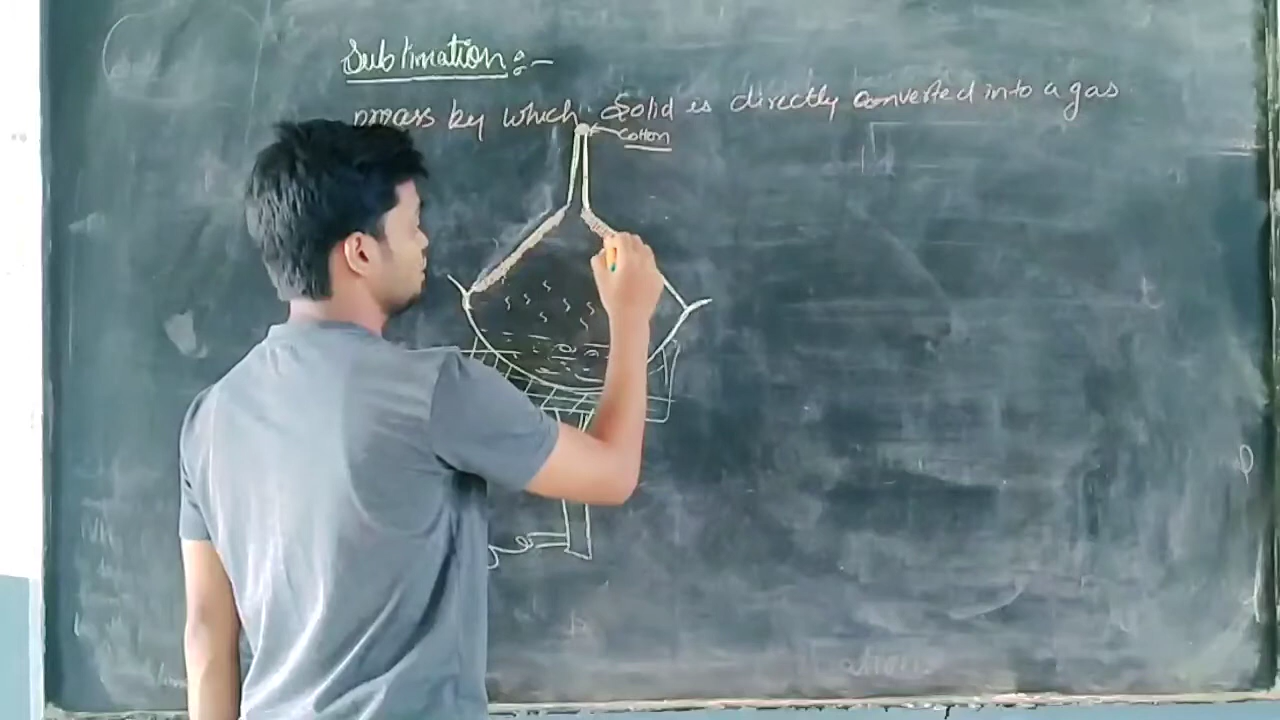 Sublimation :-
process by which solid is directly converted into a gas
Cotton